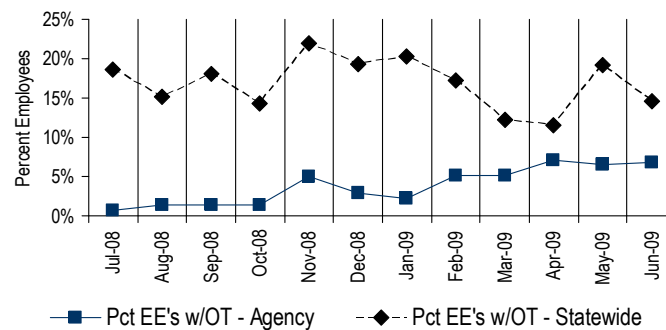 Percent Employees
25%
20%
15%
10%
5%
0%
Jul-08
Aug-08
Sep-08
Oct-08
Nov-08
Dec-08
Jan-09
Feb-09
Mar-09
Apr-09
May-09
Jun-09
Pct EE's w/OT - Agency
Pct EE's w/OT - Statewide